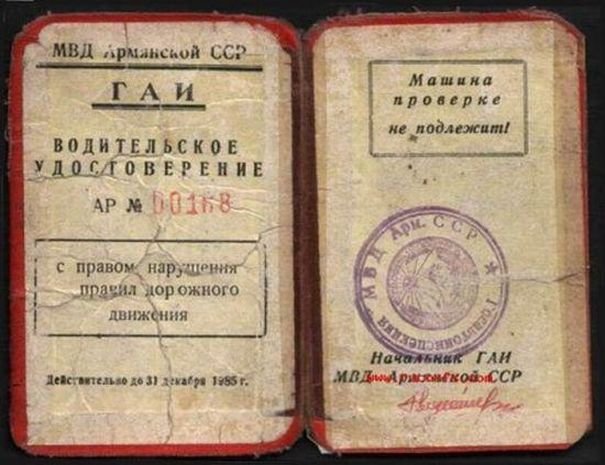 МВД Армянской ССР
ГАИ
ВОДИТЕЛЬСКОЕ
УДОСТОВЕРЕНИЕ
АР № 00168
с правом нарушения
правил дорожного
движения
Действительно до 31 декабря 1985 г.
Машина
проверке
не подлежит!
МВД Арм. ССР
Госавтоинспекция
Начальник ГАИ
МВД Армянской ССР